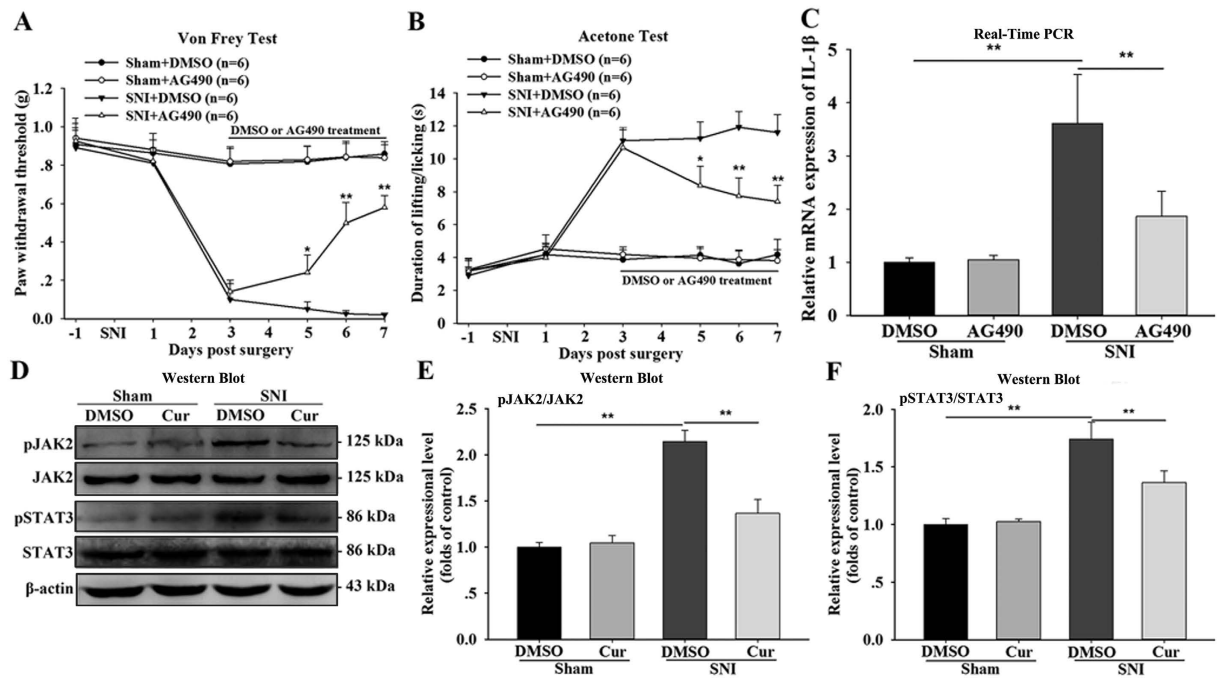 A
Von Frey Test
Sham+DMSO (n=6)
Sham+AG490 (n=6)
SNI+DMSO (n=6)
SNI+AG490 (n=6)
DMSO or AG490 treatment
Paw withdrawal threshold (g)
1.2
1.0
.8
.6
.4
.2
0.0
*
**
**
-1 SNI 1 3 5 6 7
Days post surgery
B
Acetone Test
Sham+DMSO (n=6)
Sham+AG490 (n=6)
SNI+DMSO (n=6)
SNI+AG490 (n=6)
Duration of lifting/licking (s)
16
14
12
10
8
6
4
2
0
*
**
**
DMSO or AG490 treatment
-1 SNI 1 3 5 6 7
Days post surgery
C
Real-Time PCR
Relative mRNA expression of IL-1β
5
4
3
2
1
0
**
**
DMSO AG490 DMSO AG490
Sham SNI
D
Western Blot
Sham SNI
DMSO Cur DMSO Cur
pJAK2 125 kDa
JAK2 125 kDa
pSTAT3 86 kDa
STAT3 86 kDa
β-actin 43 kDa
E
Western Blot
pJAK2/JAK2
Relative expressional level
(folds of control)
2.5
2.0
1.5
1.0
.5
0.0
**
**
DMSO Cur DMSO Cur
Sham SNI
F
Western Blot
pSTAT3/STAT3
Relative expressional level
(folds of control)
2.0
1.5
1.0
.5
0.0
**
**
DMSO Cur DMSO Cur
Sham SNI